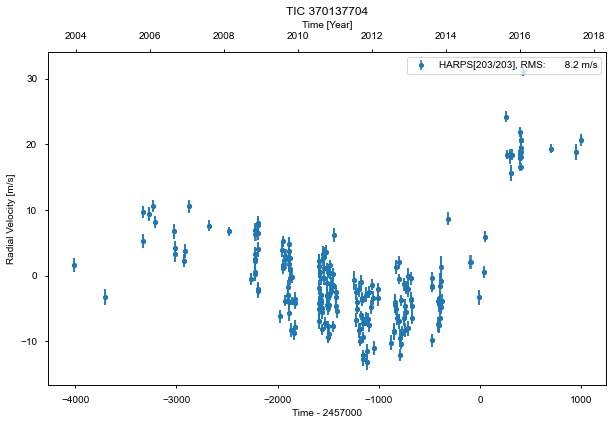 TIC 370137704
Time [Year]
2004 2006 2008 2010 2012 2014 2016 2018
HARPS[203/203], RMS: 8.2 m/s
30
20
10
0
−10
Radial Velocity [m/s]
−4000 −3000 −2000 −1000 0 1000
Time - 2457000